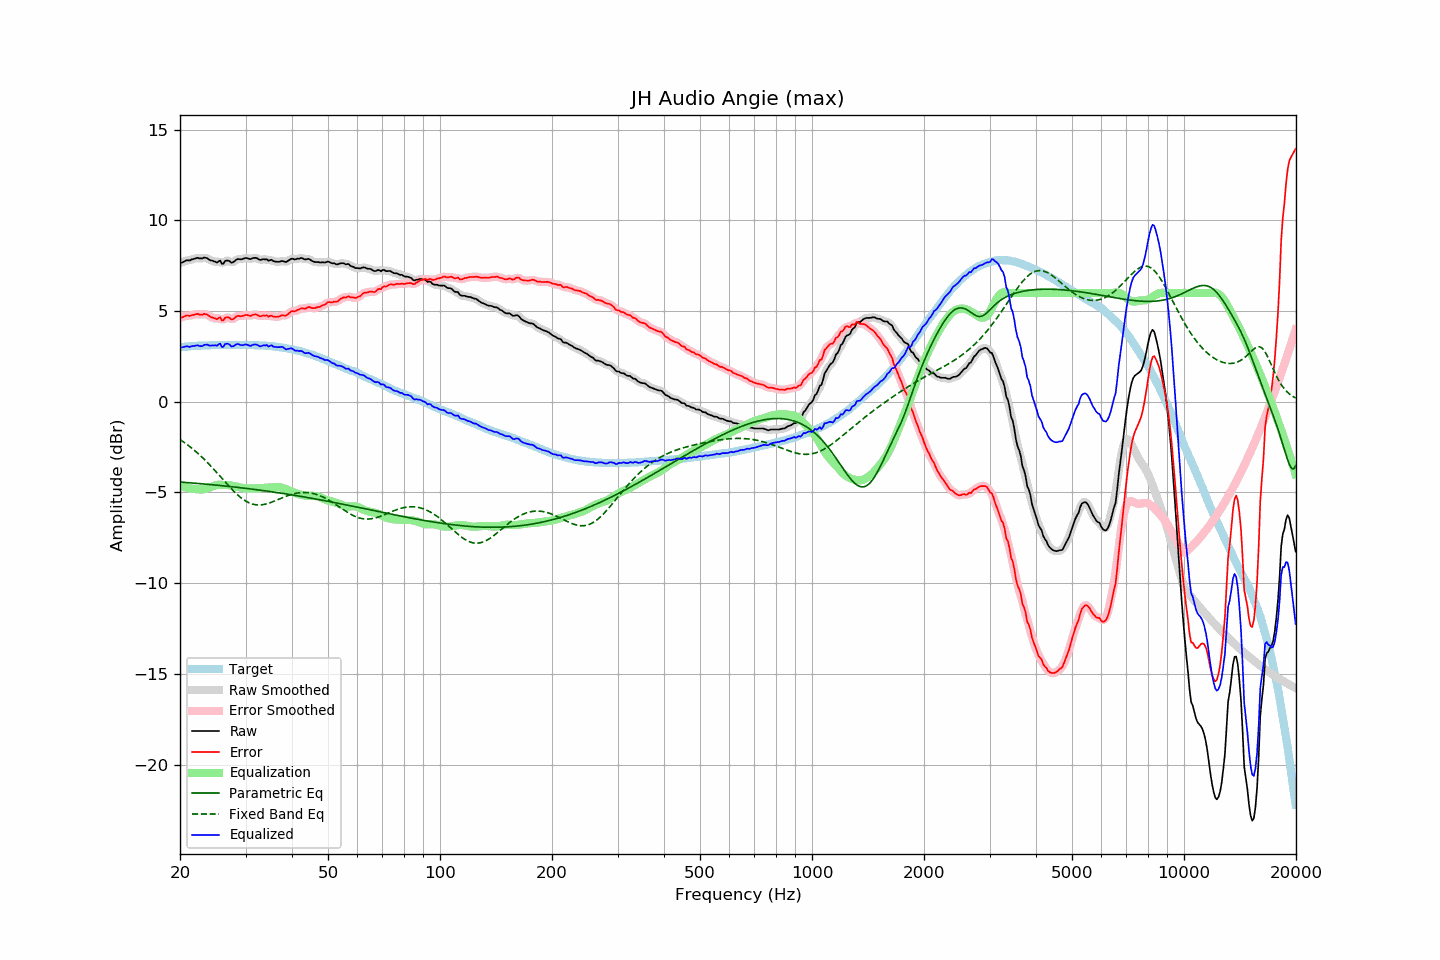 JH Audio Angie (max)
15
10
5
0
−5
−10
−15
−20
Amplitude (dBr)
Target
Raw Smoothed
Error Smoothed
Raw
Error
Equalization
Parametric Eq
Fixed Band Eq
Equalized
20 50 100 200 500 1000 2000 5000 10000 20000
Frequency (Hz)